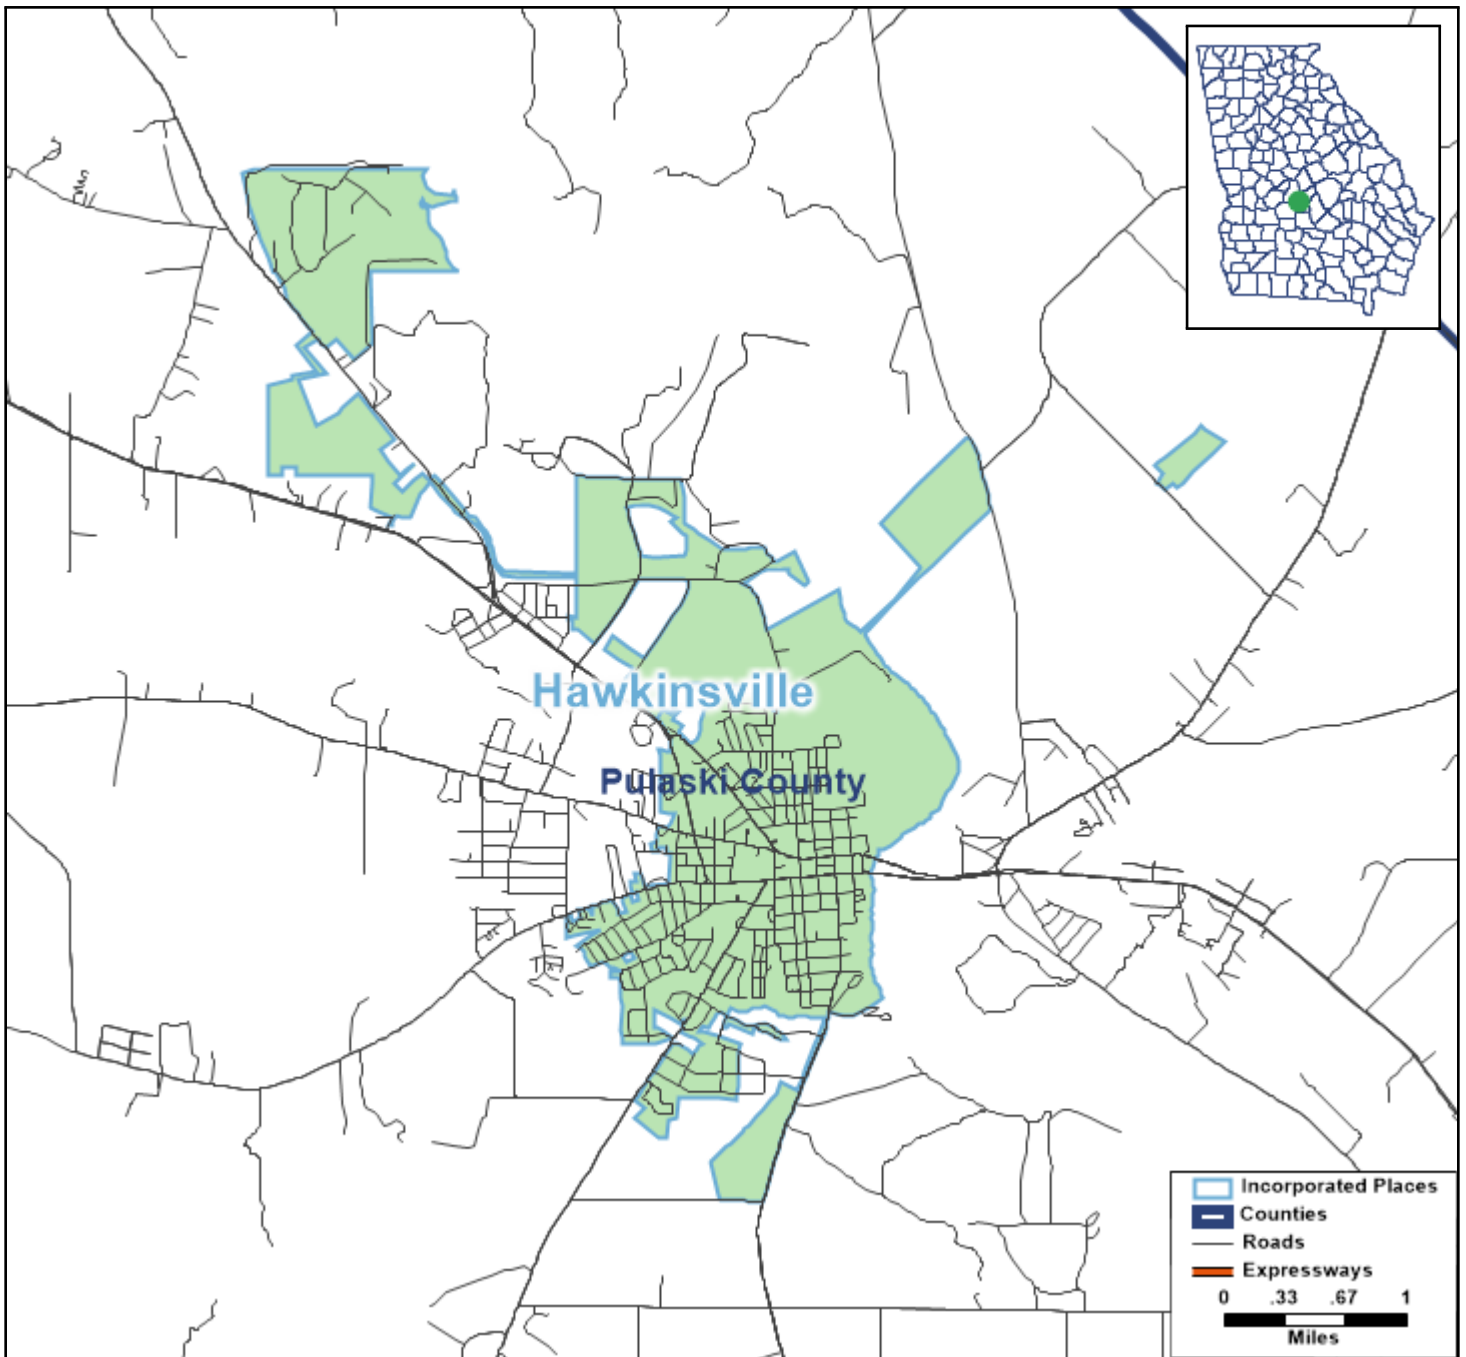 Hawkinsville
Pulaski County
Incorporated Places
Counties
Roads
Expressways
0 .33 .67 1
Miles